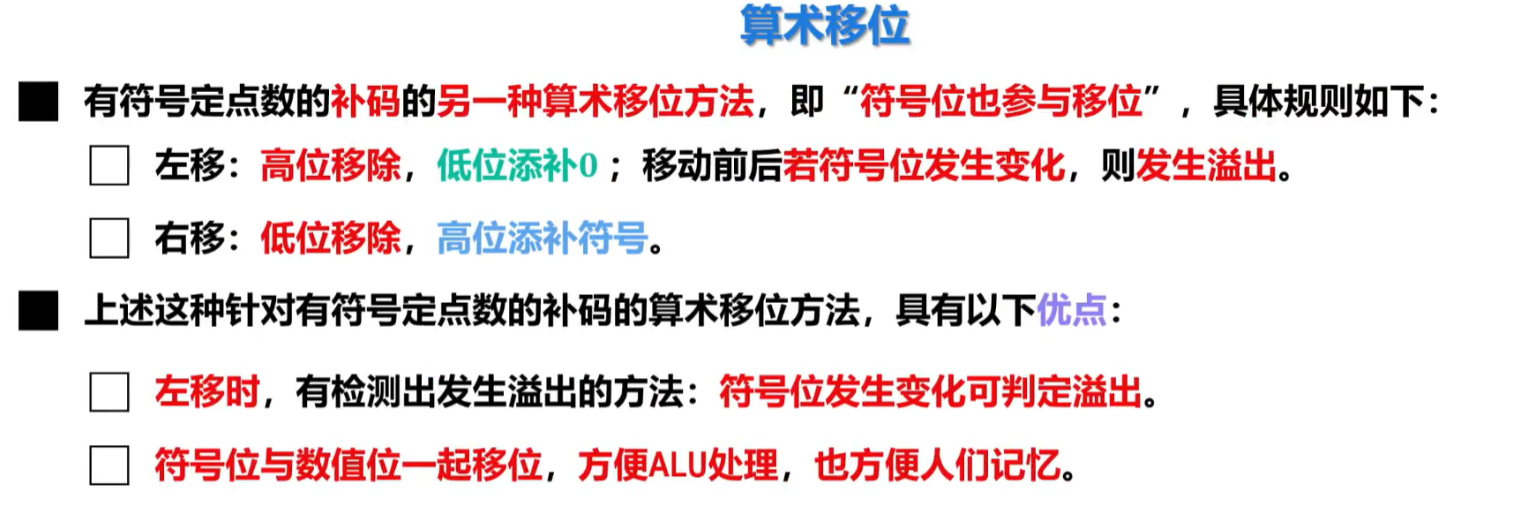 算术移位
有符号定点数的补码的另一种算术移位方法，即“符号位也参与移位”，具体规则如下：
左移：高位移除，低位添补0；移动前后若符号位发生变化，则发生溢出。
右移：低位移除，高位添补符号。
上述这种针对有符号定点数的补码的算术移位方法，具有以下优点：
左移时，有检测出发生溢出的方法：符号位发生变化可判定溢出。
符号位与数值位一起移位，方便ALU处理，也方便人们记忆。